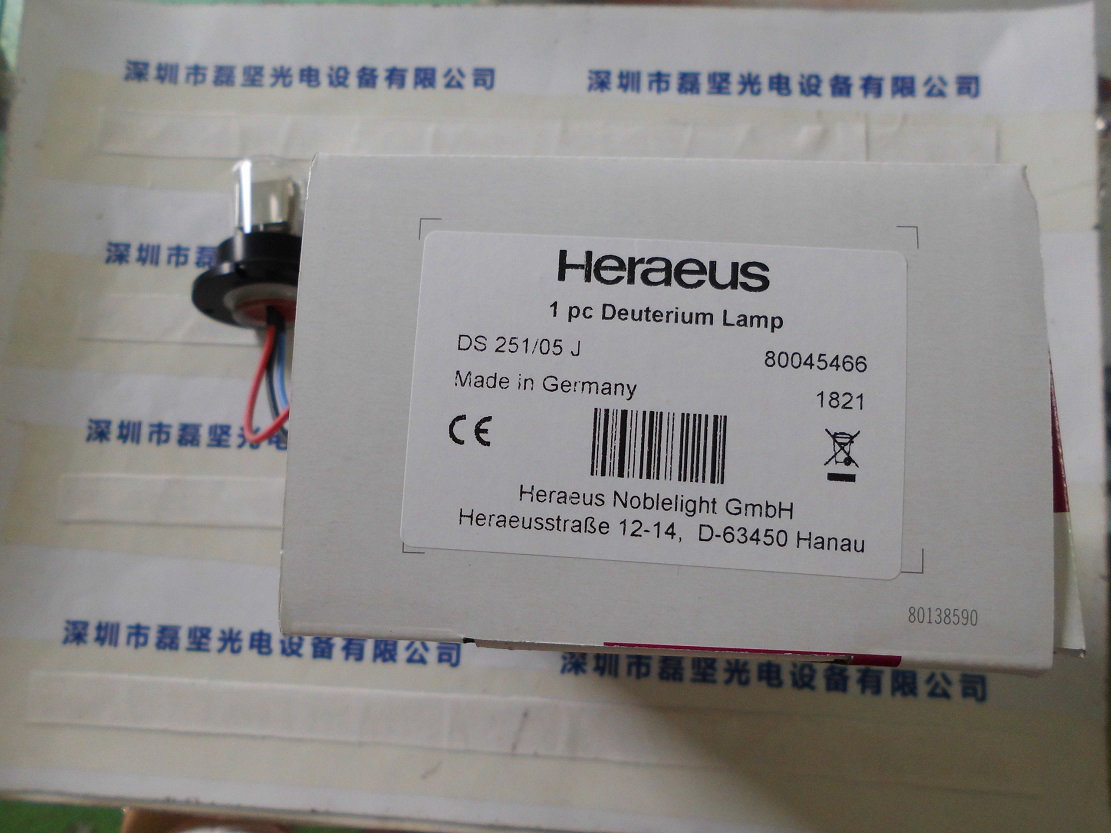 深圳市磊坚光电设备有限公司
深圳市磊坚光电设备有限公司
深圳市磊
Heraeus
1 pc Deuterium Lamp
DS 251/05 J 80045466
Made in Germany 1821
CE
深圳市磊坚光电
Heraeus Noblelight GmbH
Heraeusstraße 12-14, D-63450 Hanau
80138590
深圳市磊坚光电设备有限公司
深圳市磊坚光电设备有限公司